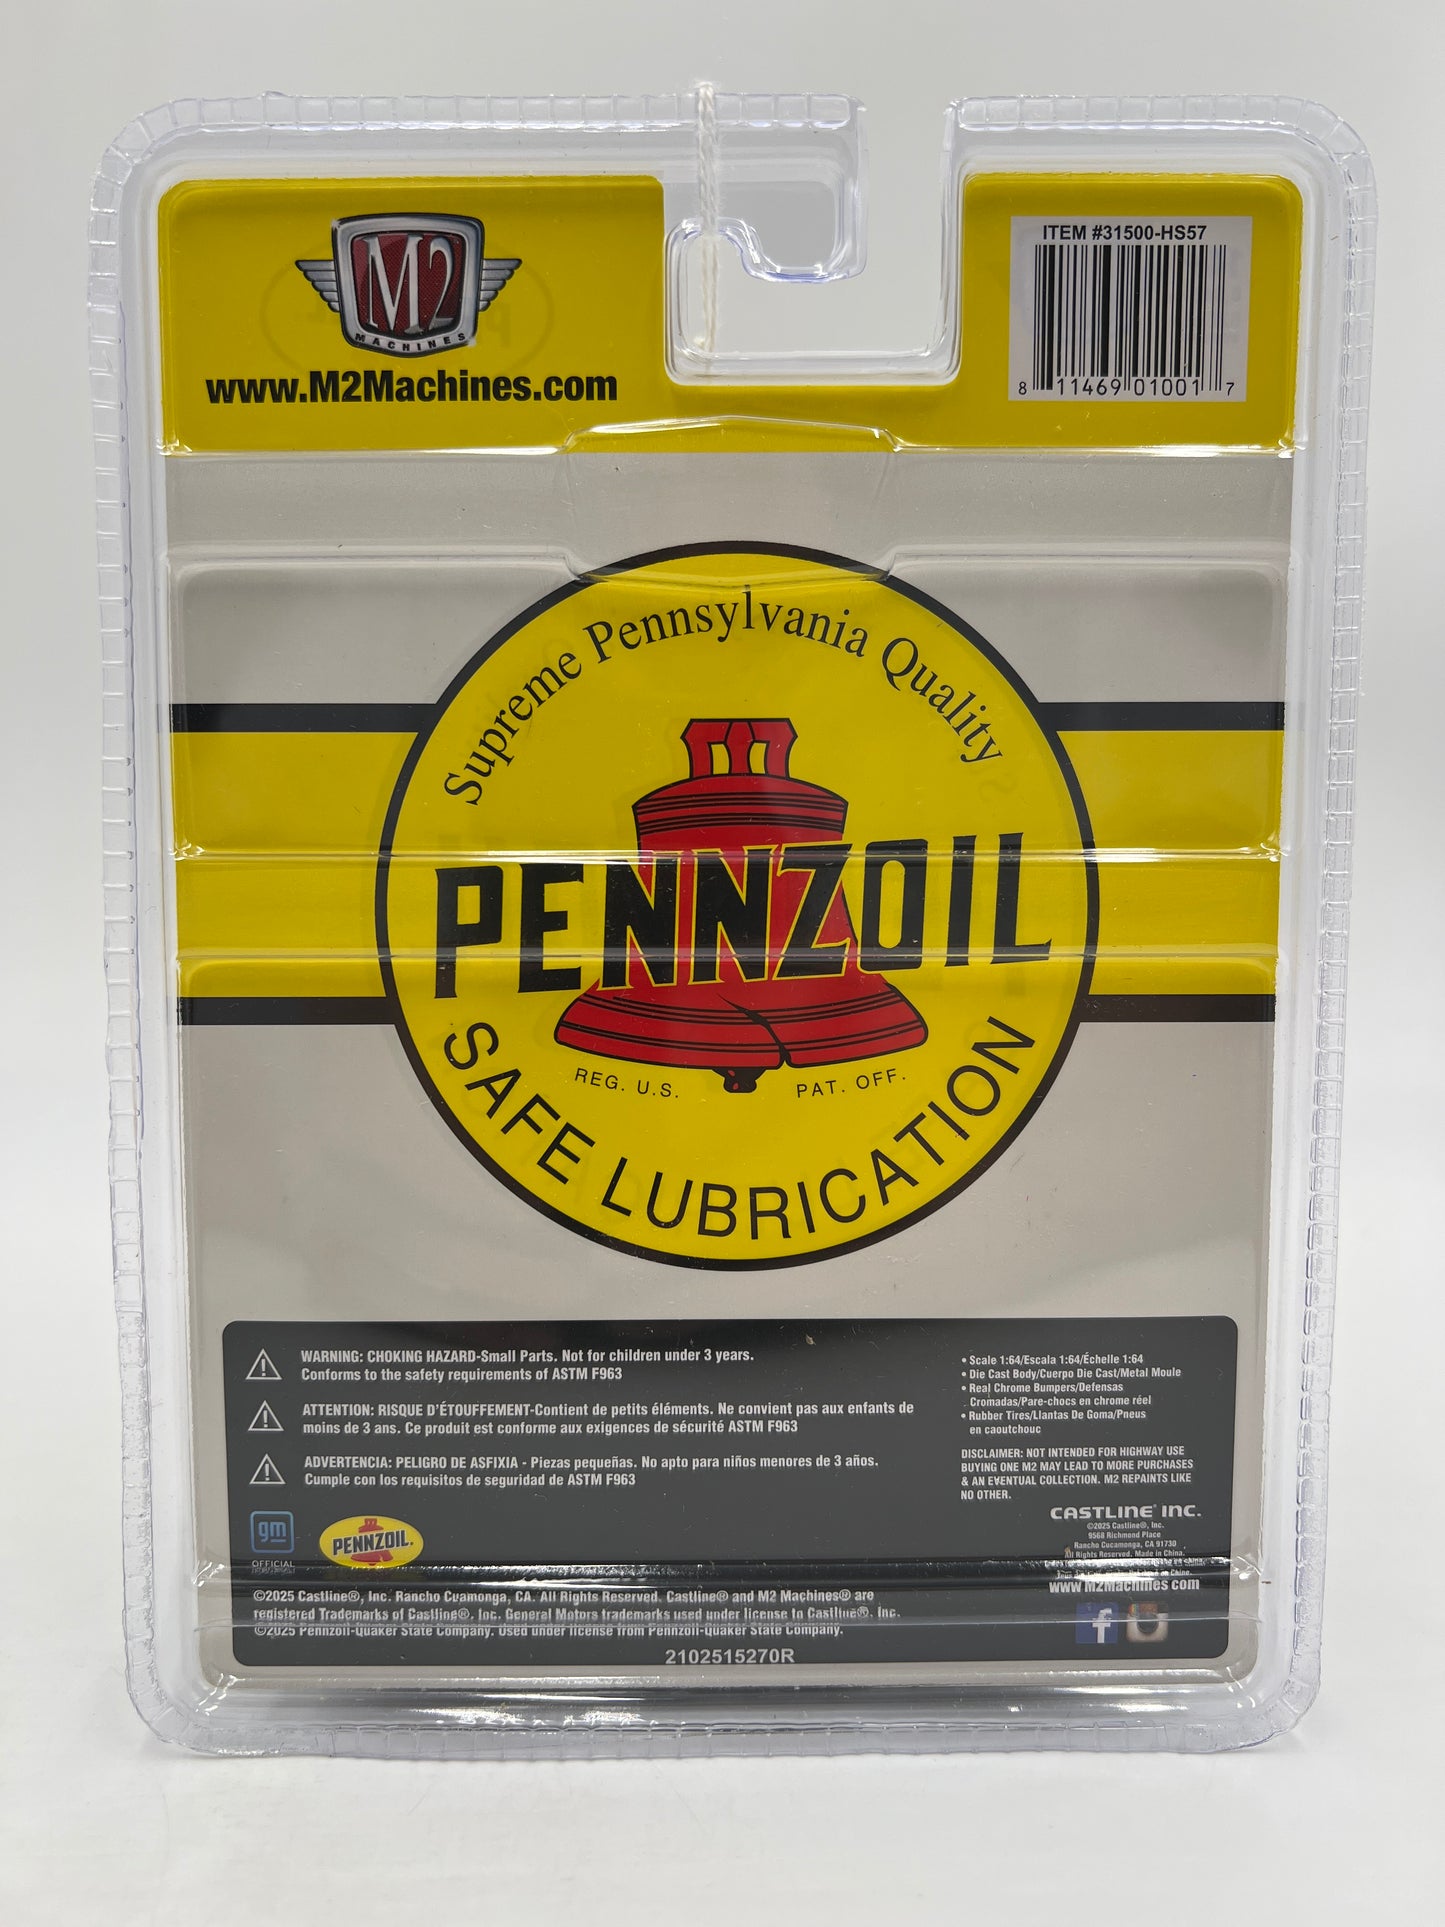 M2
MACHINES
www.M2Machines.com
ITEM #31500-HS57
8 11469 01001 7
Supreme Pennsylvania Quality
PENNZOIL
REG. U.S. PAT. OFF.
SAFE LUBRICATION
WARNING: CHOKING HAZARD-Small Parts. Not for children under 3 years.
Conforms to the safety requirements of ASTM F963
ATTENTION: RISQUE D'ÉTOUFFEMENT-Contient de petits éléments. Ne convient pas aux enfants de
moins de 3 ans. Ce produit est conforme aux exigences de sécurité ASTM F963
ADVERTENCIA: PELIGRO DE ASFIXIA - Piezas pequeñas. No apto para niños menores de 3 años.
Cumple con los requisitos de seguridad de ASTM F963
• Scale 1:64/Escala 1:64/Échelle 1:64
• Die Cast Body/Cuerpo Die Cast/Metal Moule
• Real Chrome Bumpers/Defensas
Cromadas/Pare-chocs en chrome réel
• Rubber Tires/Llantas De Goma/Pneus
en caoutchouc
DISCLAIMER: NOT INTENDED FOR HIGHWAY USE
BUYING ONE M2 MAY LEAD TO MORE PURCHASES
& AN EVENTUAL COLLECTION. M2 REPAINTS LIKE
NO OTHER.
CASTLINE® INC.
©2025 Castline®, Inc.
9568 Richmond Place
Rancho Cucamonga, CA 91730
All Rights Reserved. Made in China.
www.M2Machines.com
gm
OFFICIAL
PENNZOIL.
©2025 Castline®, Inc. Rancho Cucamonga, CA. All Rights Reserved. Castline® and M2 Machines® are
registered Trademarks of Castline®, Inc. General Motors trademarks used under license to Castline®, Inc.
©2025 Pennzoil-Quaker State Company. Used under license from Pennzoil-Quaker State Company.
2102515270R